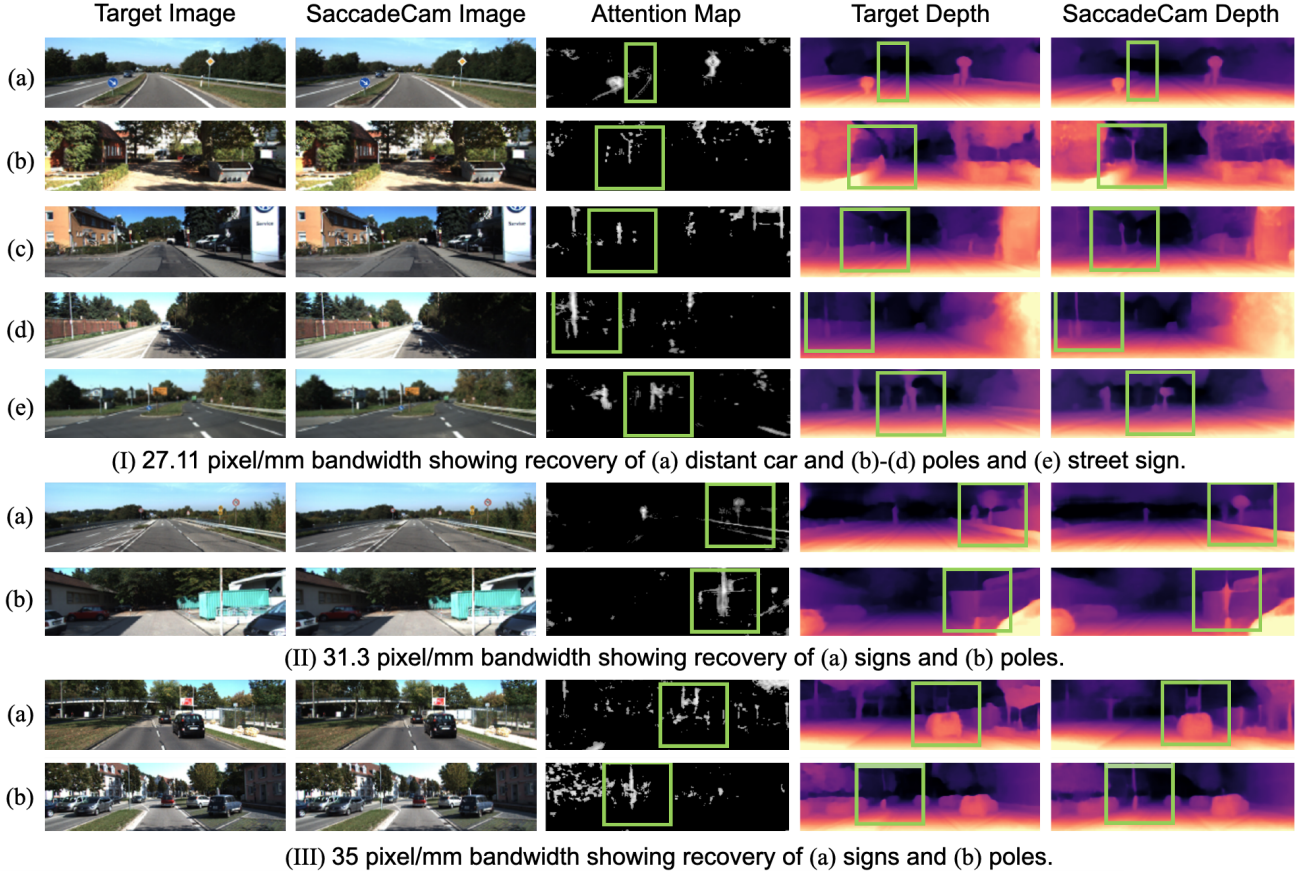 Target Image SaccadeCam Image Attention Map Target Depth SaccadeCam Depth
(a)
(b)
(c)
Service
(d)
(e)
(I) 27.11 pixel/mm bandwidth showing recovery of (a) distant car and (b)-(d) poles and (e) street sign.
(a)
(b)
(II) 31.3 pixel/mm bandwidth showing recovery of (a) signs and (b) poles.
(a)
(b)
(III) 35 pixel/mm bandwidth showing recovery of (a) signs and (b) poles.